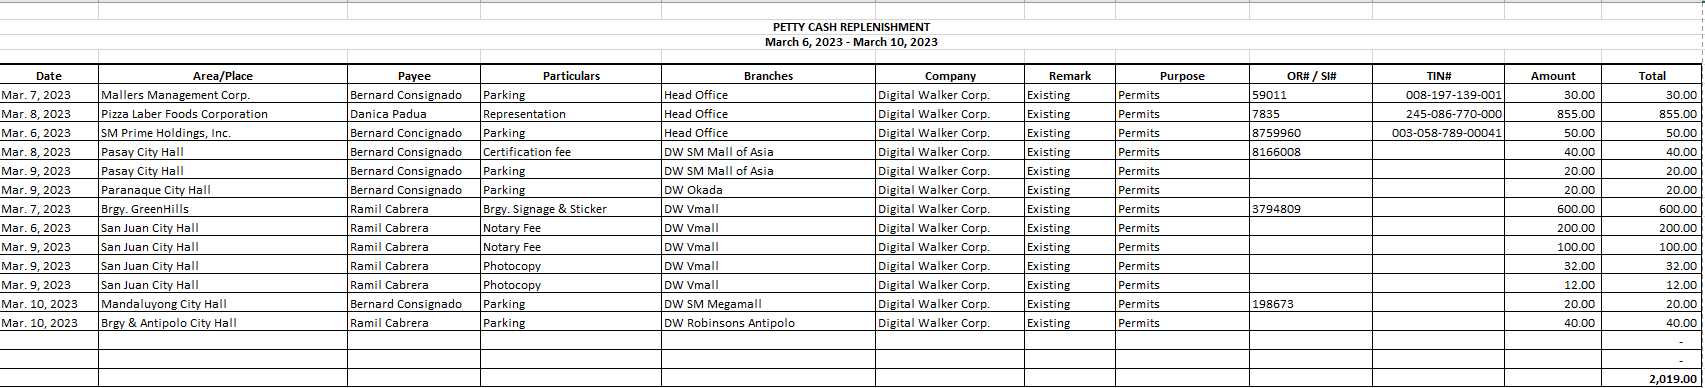 PETTY CASH REPLENISHMENT
March 6, 2023 - March 10, 2023
Date Area/Place Payee Particulars Branches Company Remark Purpose OR# / SI# TIN# Amount Total
Mar. 7, 2023 Mallers Management Corp. Bernard Consignado Parking Head Office Digital Walker Corp. Existing Permits 59011 008-197-139-001 30.00 30.00
Mar. 8, 2023 Pizza Laber Foods Corporation Danica Padua Representation Head Office Digital Walker Corp. Existing Permits 7835 245-086-770-000 855.00 855.00
Mar. 6, 2023 SM Prime Holdings, Inc. Bernard Concignado Parking Head Office Digital Walker Corp. Existing Permits 8759960 003-058-789-00041 50.00 50.00
Mar. 8, 2023 Pasay City Hall Bernard Consignado Certification fee DW SM Mall of Asia Digital Walker Corp. Existing Permits 8166008 40.00 40.00
Mar. 9, 2023 Pasay City Hall Bernard Consignado Parking DW SM Mall of Asia Digital Walker Corp. Existing Permits 20.00 20.00
Mar. 9, 2023 Paranaque City Hall Bernard Consignado Parking DW Okada Digital Walker Corp. Existing Permits 20.00 20.00
Mar. 7, 2023 Brgy. GreenHills Ramil Cabrera Brgy. Signage & Sticker DW Vmall Digital Walker Corp. Existing Permits 3794809 600.00 600.00
Mar. 6, 2023 San Juan City Hall Ramil Cabrera Notary Fee DW Vmall Digital Walker Corp. Existing Permits 200.00 200.00
Mar. 9, 2023 San Juan City Hall Ramil Cabrera Notary Fee DW Vmall Digital Walker Corp. Existing Permits 100.00 100.00
Mar. 9, 2023 San Juan City Hall Ramil Cabrera Photocopy DW Vmall Digital Walker Corp. Existing Permits 32.00 32.00
Mar. 9, 2023 San Juan City Hall Ramil Cabrera Photocopy DW Vmall Digital Walker Corp. Existing Permits 12.00 12.00
Mar. 10, 2023 Mandaluyong City Hall Bernard Consignado Parking DW SM Megamall Digital Walker Corp. Existing Permits 198673 20.00 20.00
Mar. 10, 2023 Brgy & Antipolo City Hall Ramil Cabrera Parking DW Robinsons Antipolo Digital Walker Corp. Existing Permits 40.00 40.00
-
-
2,019.00